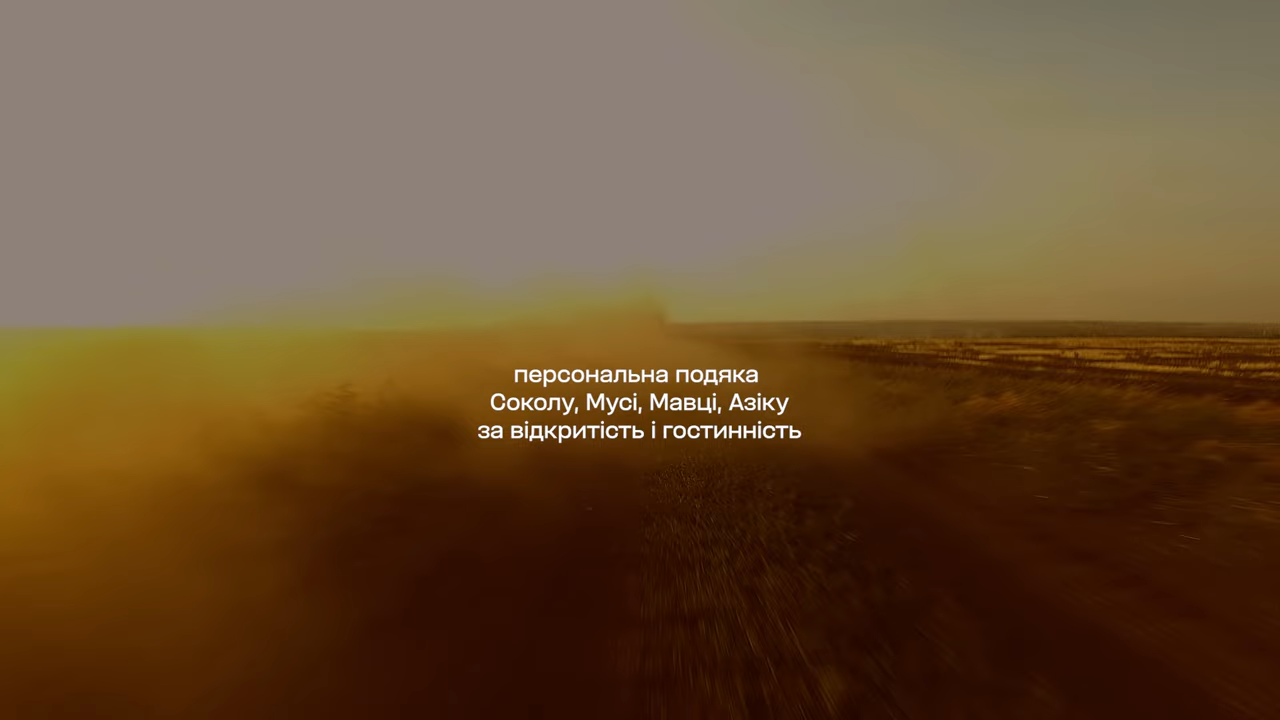 персональна подяка
Соколу, Мусі, Мавці, Азіку
за відкритість і гостинність